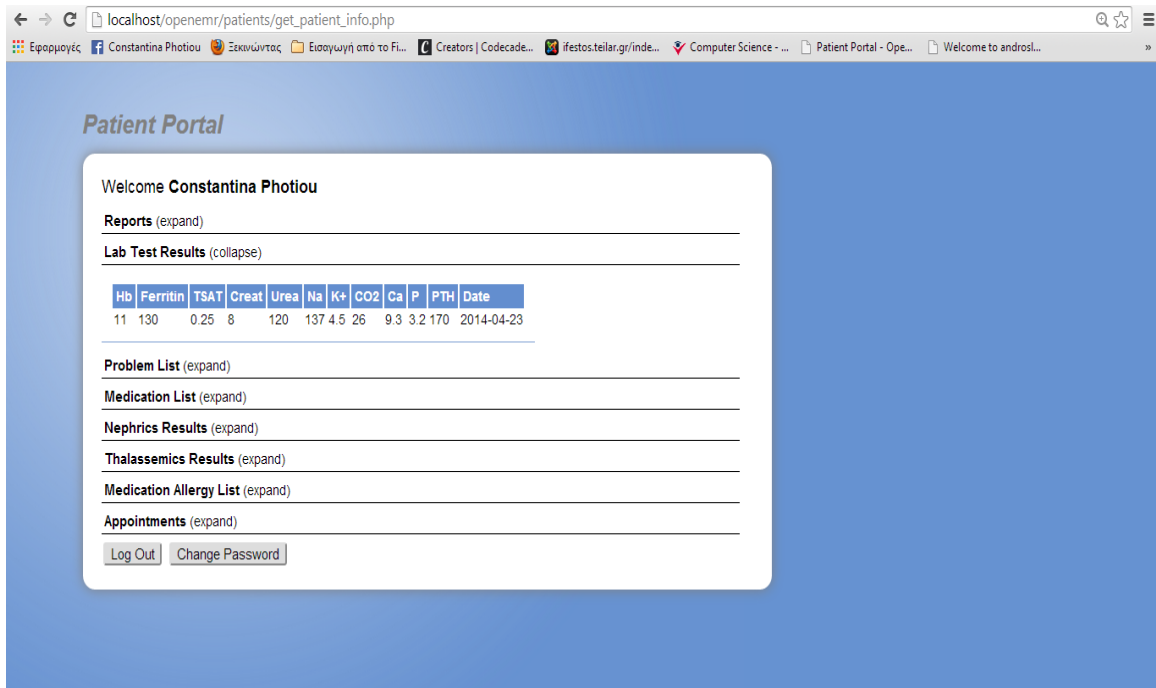 localhost/openemr/patients/get_patient_info.php
Εφαρμογές Constantina Photiou Ξεκινώντας Εισαγωγή από το Fi... Creators | Codecade... ifestos.teilar.gr/inde... Computer Science - ... Patient Portal - Ope... Welcome to androsl... »
Patient Portal
Welcome Constantina Photiou
Reports (expand)
Lab Test Results (collapse)
Hb Ferritin TSAT Creat Urea Na K+ CO2 Ca P PTH Date
11 130 0.25 8 120 137 4.5 26 9.3 3.2 170 2014-04-23
Problem List (expand)
Medication List (expand)
Nephrics Results (expand)
Thalassemics Results (expand)
Medication Allergy List (expand)
Appointments (expand)
Log Out Change Password